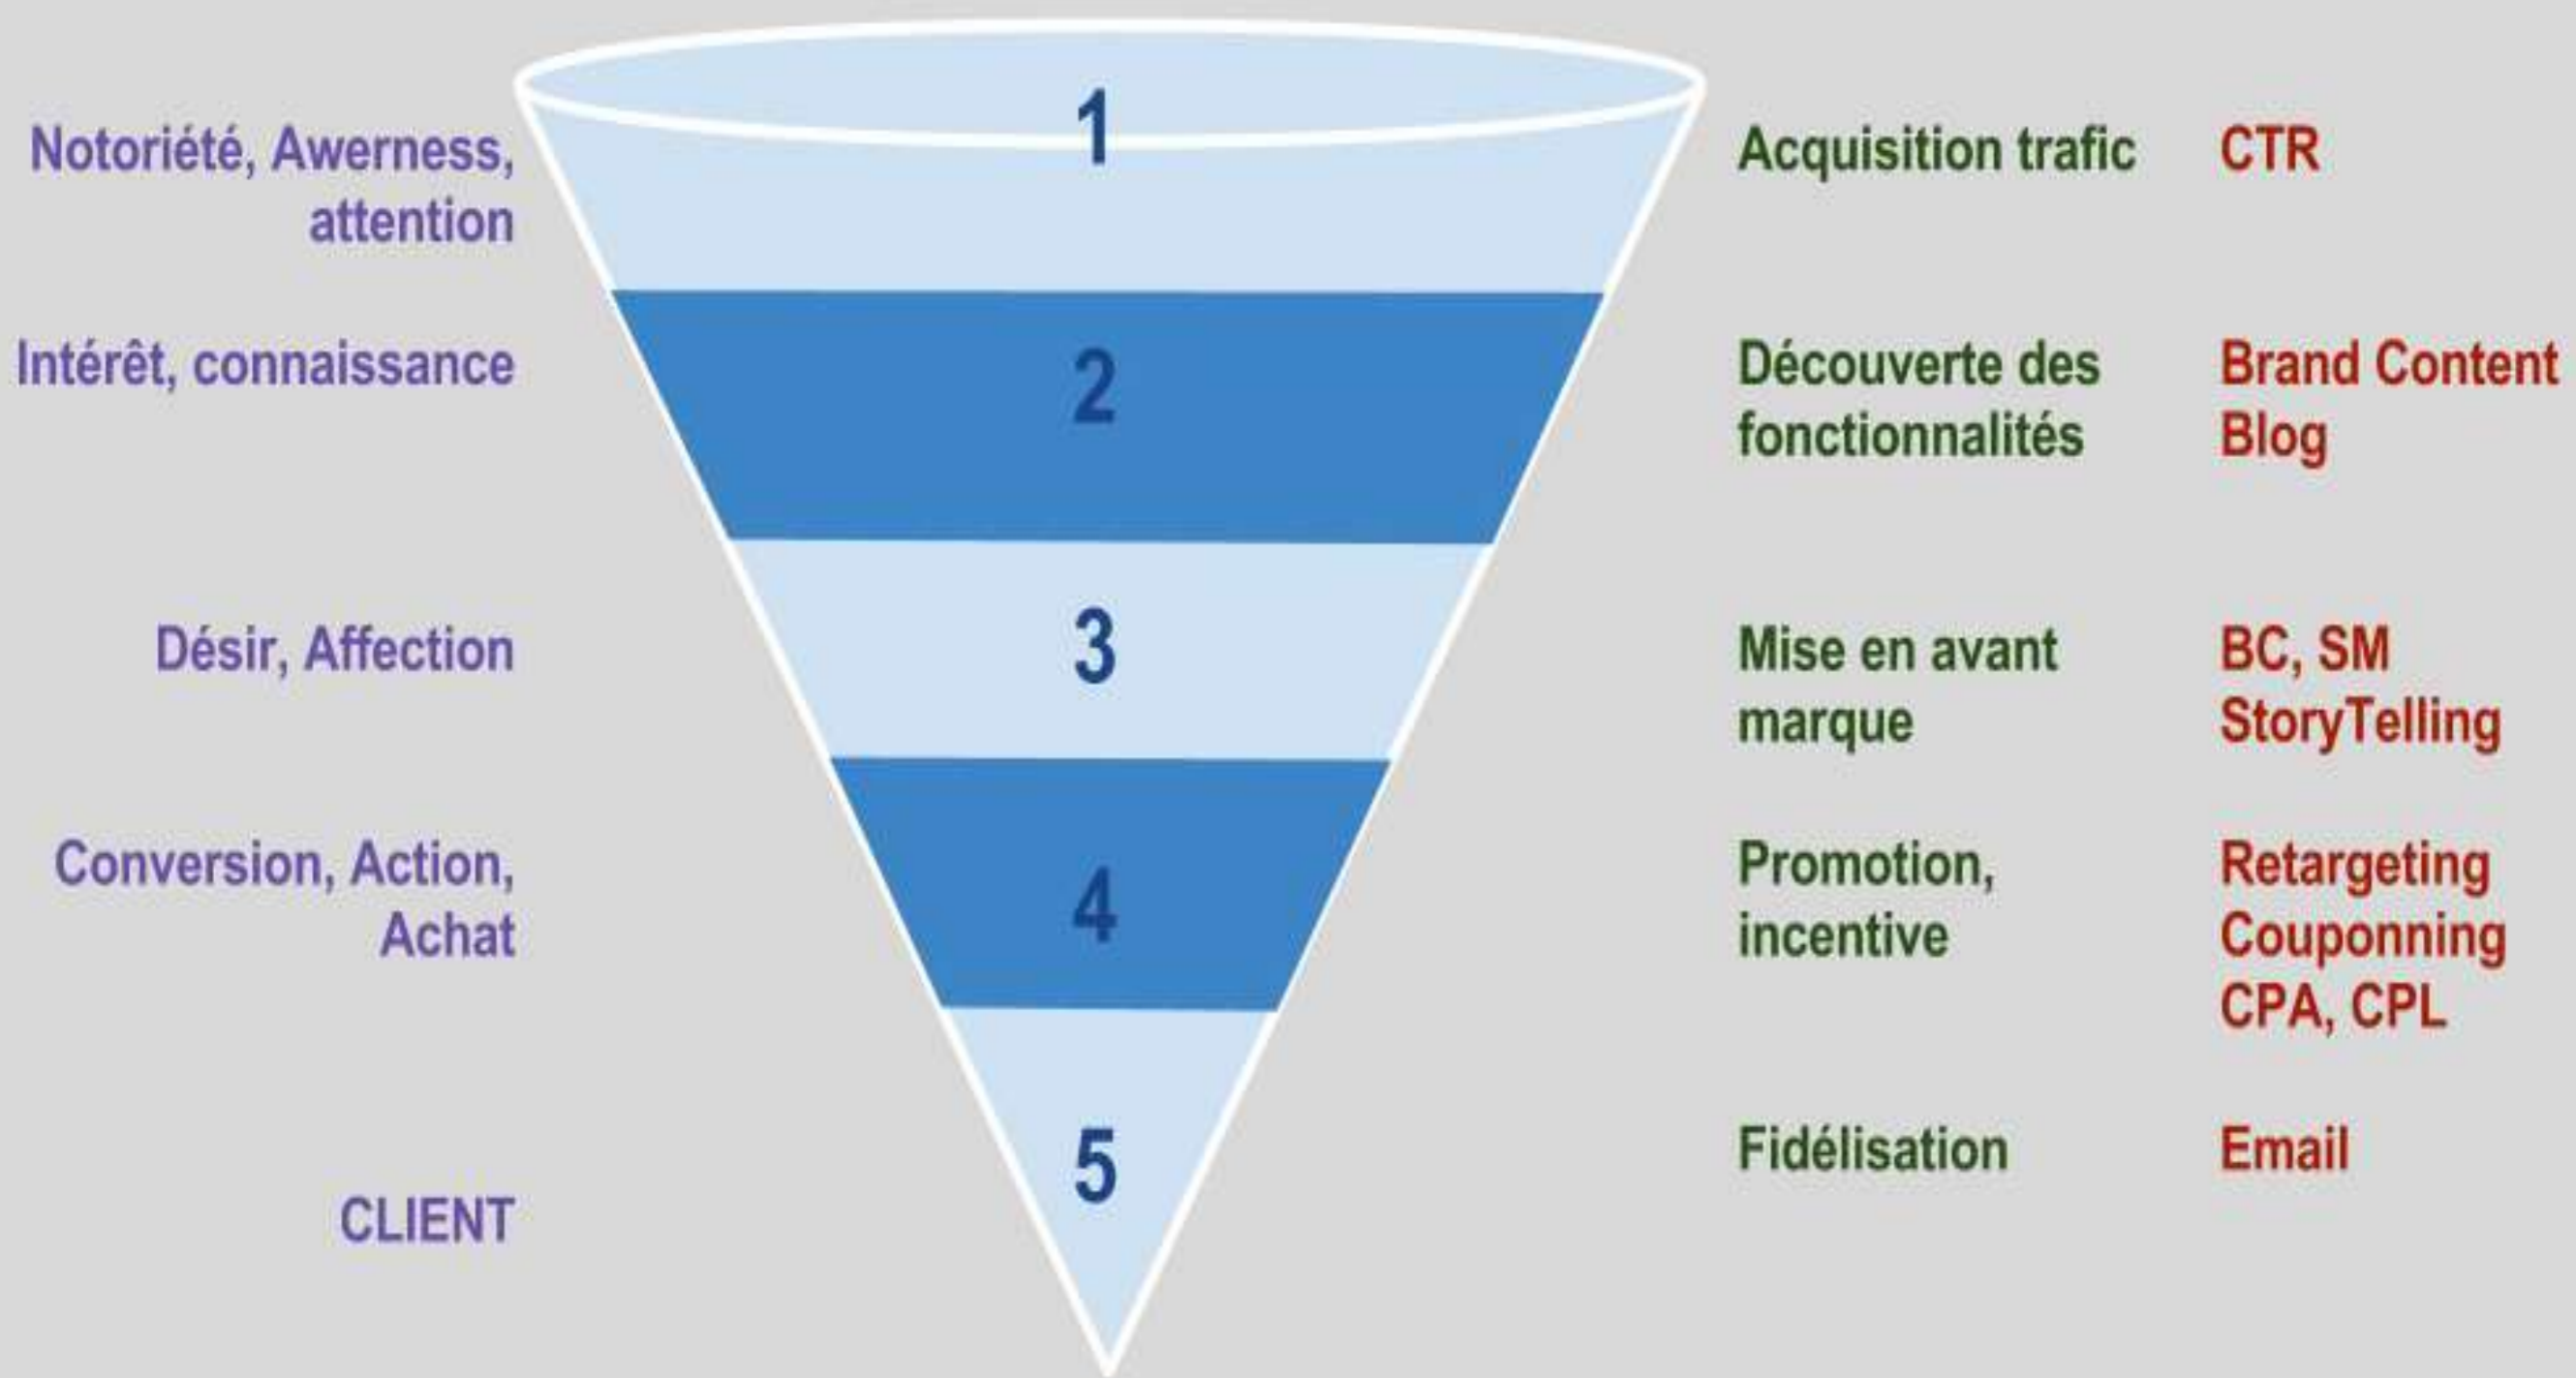 1
Notoriété, Awerness,
attention
Acquisition trafic
CTR
2
Intérêt, connaissance
Découverte des
fonctionnalités
Brand Content
Blog
3
Désir, Affection
Mise en avant
marque
BC, SM
StoryTelling
4
Conversion, Action,
Achat
Promotion,
incentive
Retargeting
Couponning
CPA, CPL
5
CLIENT
Fidélisation
Email